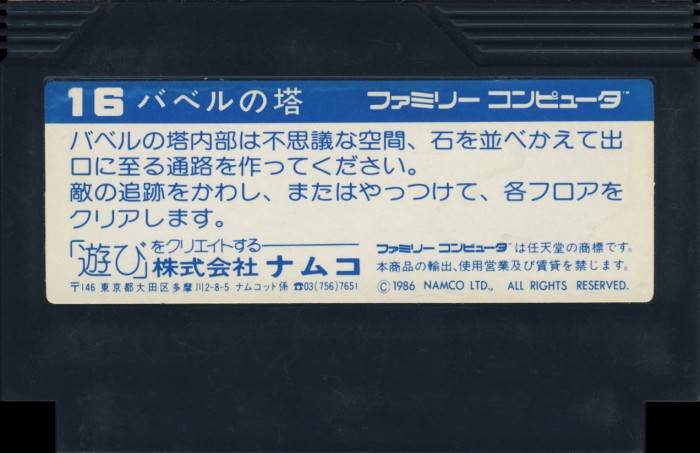 16 バベルの塔 ファミリー コンピュータ™
バベルの塔内部は不思議な空間、石を並べかえて出
口に至る通路を作ってください。
敵の追跡をかわし、またはやっつけて、各フロアを
クリアします。
「遊び」をクリエイトする
株式会社 ナムコ
〒146 東京都大田区多摩川2-8-5 ナムコット係 ☎03(756)7651
ファミリー コンピュータ™は任天堂の商標です。
本商品の輸出、使用営業及び賃貸を禁じます。
©1986 NAMCO LTD., ALL RIGHTS RESERVED.